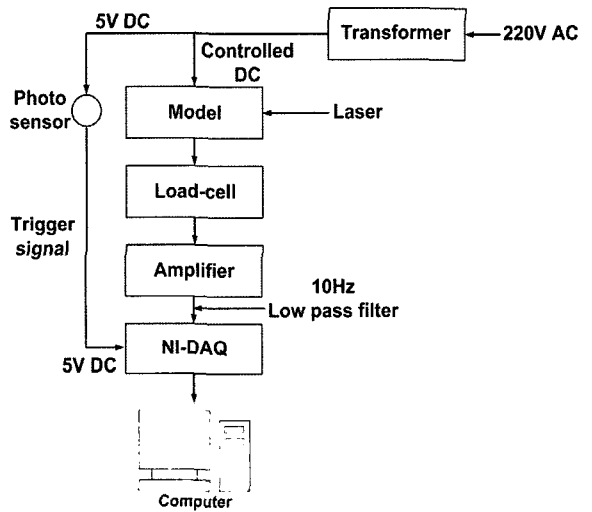 5V DC
Transformer
220V AC
Controlled
DC
Photo
sensor
Model
Laser
Load-cell
Trigger
signal
Amplifier
10Hz
Low pass filter
NI-DAQ
5V DC
Computer